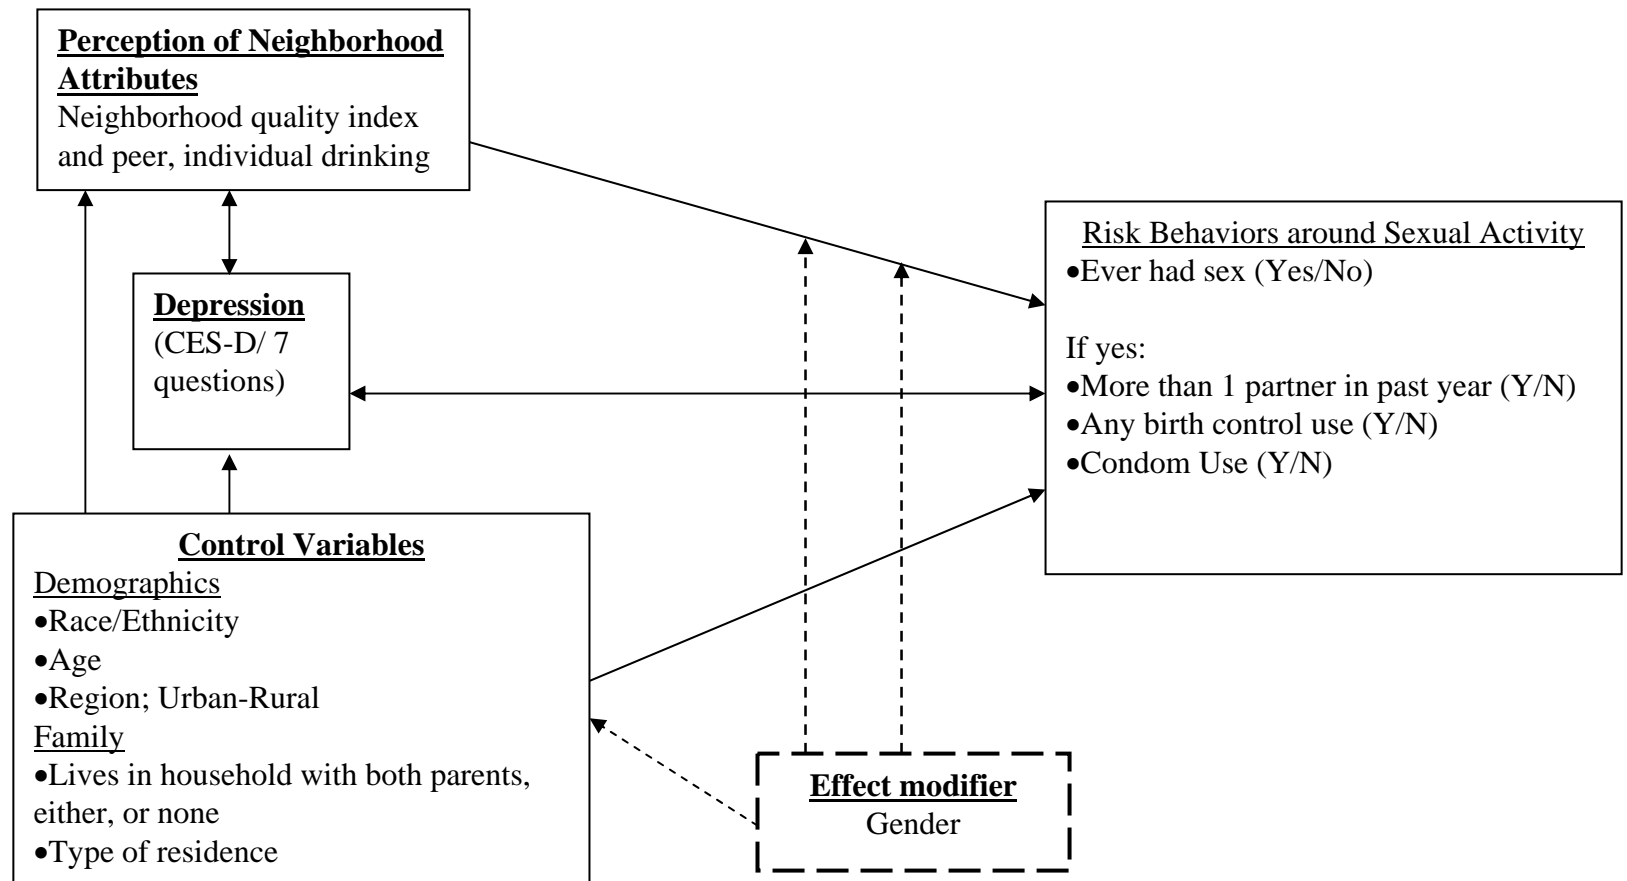 Perception of Neighborhood
Attributes
Neighborhood quality index
and peer, individual drinking
Depression
(CES-D/ 7
questions)
Risk Behaviors around Sexual Activity
•Ever had sex (Yes/No)
If yes:
•More than 1 partner in past year (Y/N)
•Any birth control use (Y/N)
•Condom Use (Y/N)
Control Variables
Demographics
•Race/Ethnicity
•Age
•Region; Urban-Rural
Family
•Lives in household with both parents,
either, or none
•Type of residence
Effect modifier
Gender